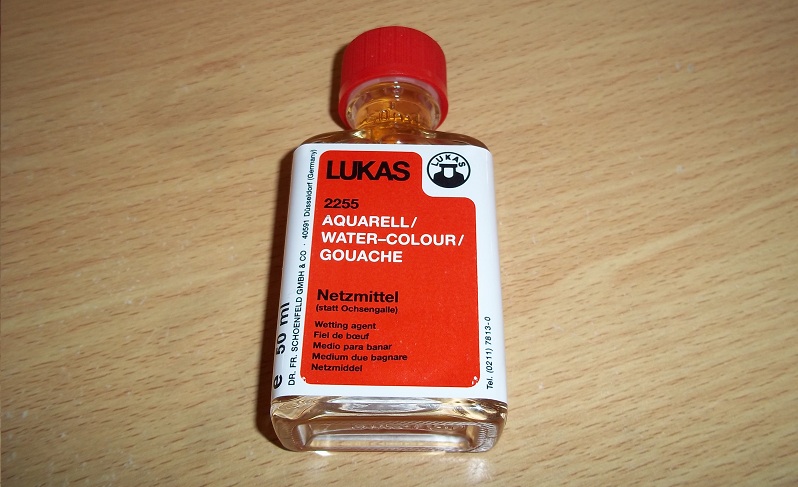 LUKAS
LUKAS
2255
AQUARELL/
WATER-COLOUR/
GOUACHE
Netzmittel
(statt Ochsengalle)
Wetting agent
Fiel de bœuf
Medio para banar
Medium due bagnare
Netzmiddel
e 50 ml
DR. FR. SCHOENFELD GMBH & CO · 40591 Düsseldorf (Germany)
Tel. (0211) 7813-0